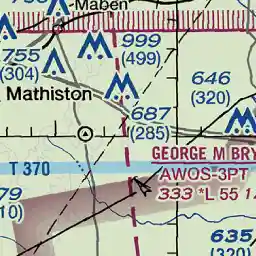 Maben
755
(304)
999
(499)
646
(320)
Mathiston
687
(285)
GEORGE M BRY
AWOS-3PT
T 370
333 *L 55 1
79
10)
635
(320)